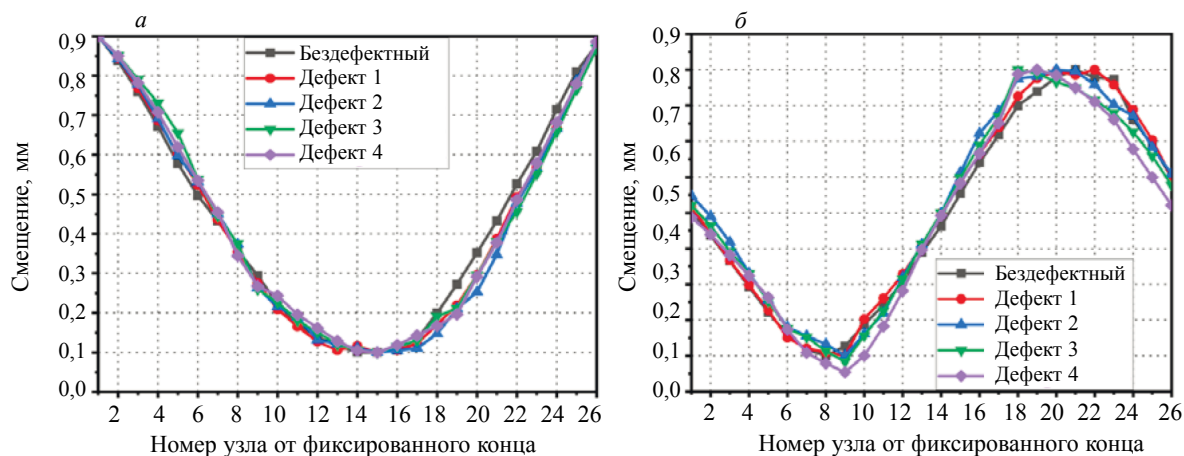 а
0,9
0,8
0,7
0,6
0,5
0,4
0,3
0,2
0,1
0,0
Смещение, мм
Бездефектный
Дефект 1
Дефект 2
Дефект 3
Дефект 4
2 4 6 8 10 12 14 16 18 20 22 24 26
Номер узла от фиксированного конца
б
0,9
0,8
0,7
0,6
0,5
0,4
0,3
0,2
0,1
0,0
Смещение, мм
Бездефектный
Дефект 1
Дефект 2
Дефект 3
Дефект 4
2 4 6 8 10 12 14 16 18 20 22 24 26
Номер узла от фиксированного конца